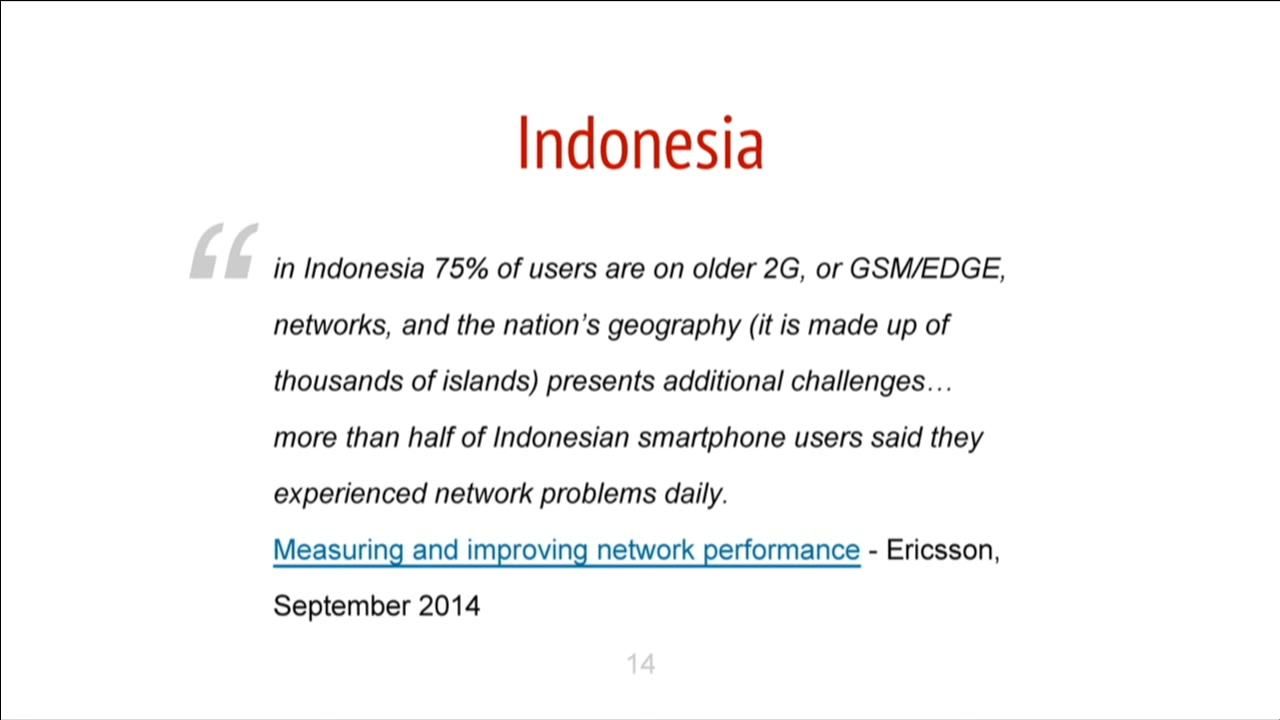 Indonesia
“
in Indonesia 75% of users are on older 2G, or GSM/EDGE,
networks, and the nation’s geography (it is made up of
thousands of islands) presents additional challenges…
more than half of Indonesian smartphone users said they
experienced network problems daily.
Measuring and improving network performance - Ericsson,
September 2014
14